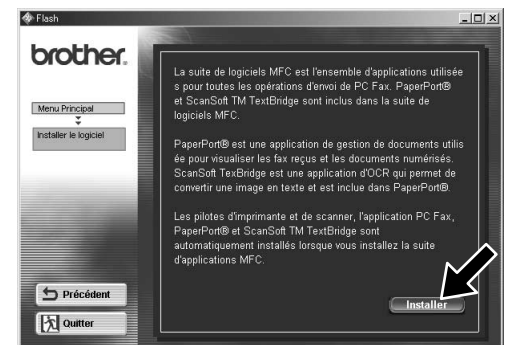 Flash
brother.
Menu Principal
Installer le logiciel
La suite de logiciels MFC est l'ensemble d'applications utilisée
s pour toutes les opérations d'envoi de PC Fax. PaperPort®
et ScanSoft TM TextBridge sont inclus dans la suite de
logiciels MFC.
PaperPort® est une application de gestion de documents utilis
ée pour visualiser les fax reçus et les documents numérisés.
ScanSoft TexBridge est une application d'OCR qui permet de
convertir une image en texte et est incluse dans PaperPort®.
Les pilotes d'imprimante et de scanner, l'application PC Fax,
PaperPort® et ScanSoft TM TextBridge sont
automatiquement installés lorsque vous installez la suite
d'applications MFC.
Installer
Précédent
Quitter